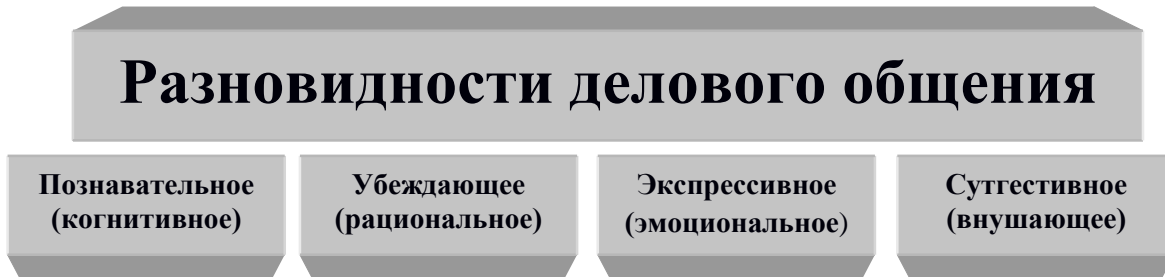 Разновидности делового общения
Познавательное
(когнитивное)
Убеждающее
(рациональное)
Экспрессивное
(эмоциональное)
Сутгестивное
(внушающее)